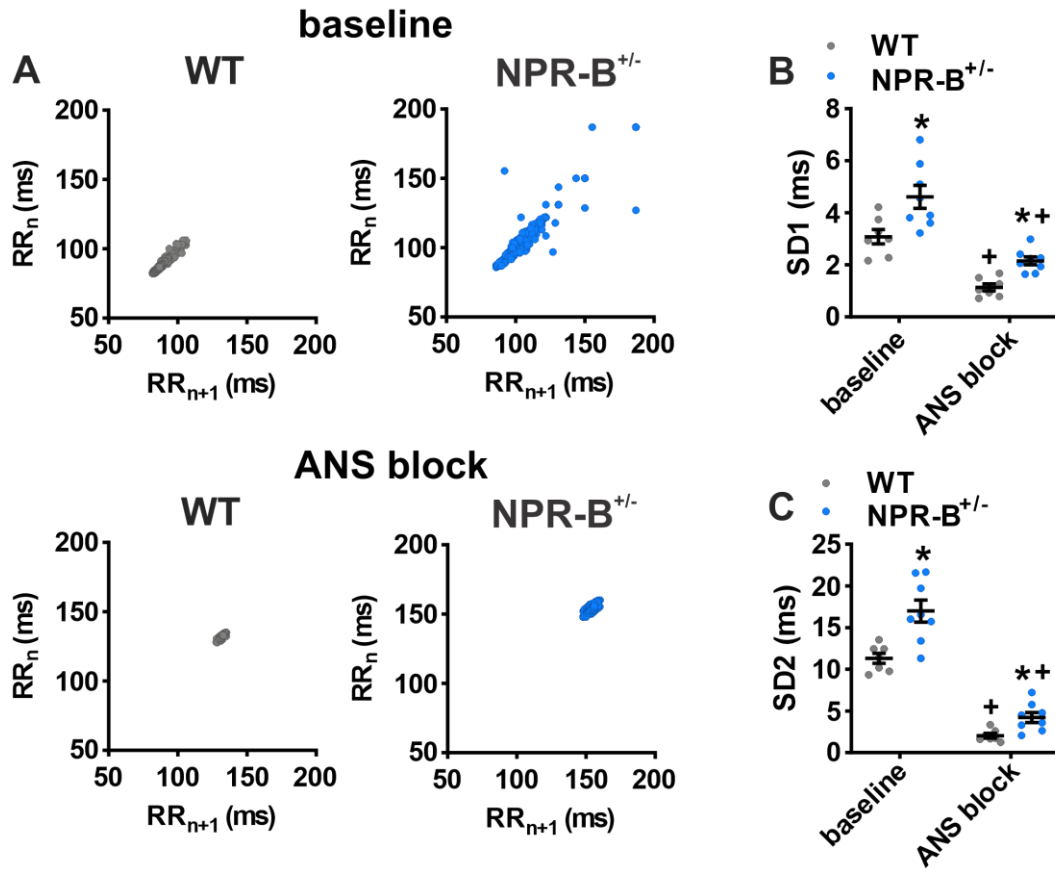 baseline
A
WT
NPR-B+/-
200
150
100
50
RRn (ms)
50 100 150 200
RRn+1 (ms)
200
150
100
50
RRn (ms)
50 100 150 200
RRn+1 (ms)
B
WT
NPR-B+/-
8
6
4
2
0
SD1 (ms)
*
+
* +
baseline
ANS block
ANS block
WT
NPR-B+/-
200
150
100
50
RRn (ms)
50 100 150 200
RRn+1 (ms)
200
150
100
50
RRn (ms)
50 100 150 200
RRn+1 (ms)
C
WT
NPR-B+/-
25
20
15
10
5
0
SD2 (ms)
*
+
* +
baseline
ANS block